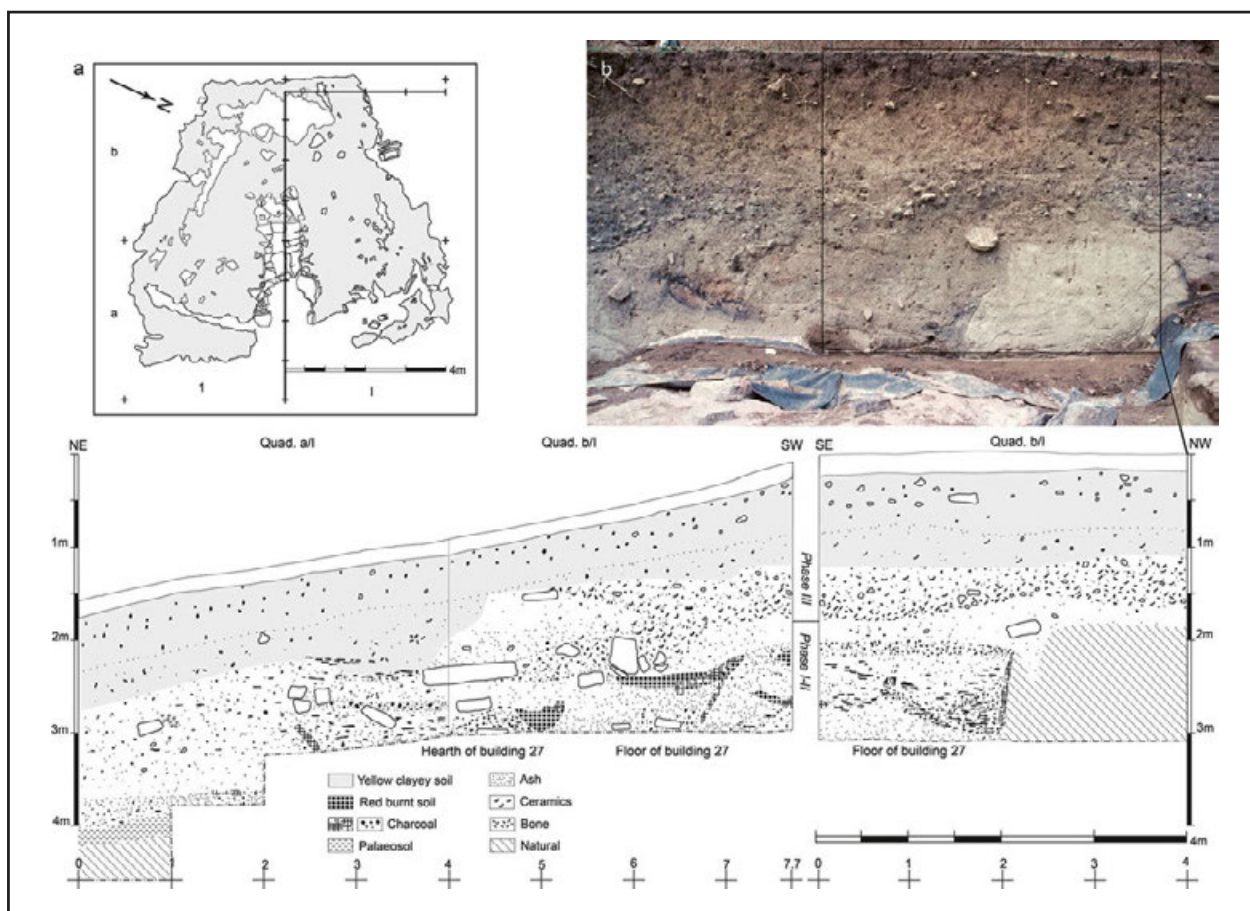 a
N
b
a
1
I
4m
b
NE
Quad. a/I
Quad. b/I
SW
SE
Quad. b/I
NW
1m
2m
3m
4m
Phase III
Phase I-II
1m
2m
3m
4m
Hearth of building 27
Floor of building 27
Floor of building 27
Yellow clayey soil
Ash
Red burnt soil
Ceramics
Charcoal
Bone
Palaeosol
Natural
0 1 2 3 4 5 6 7 7.7
0 1 2 3 4